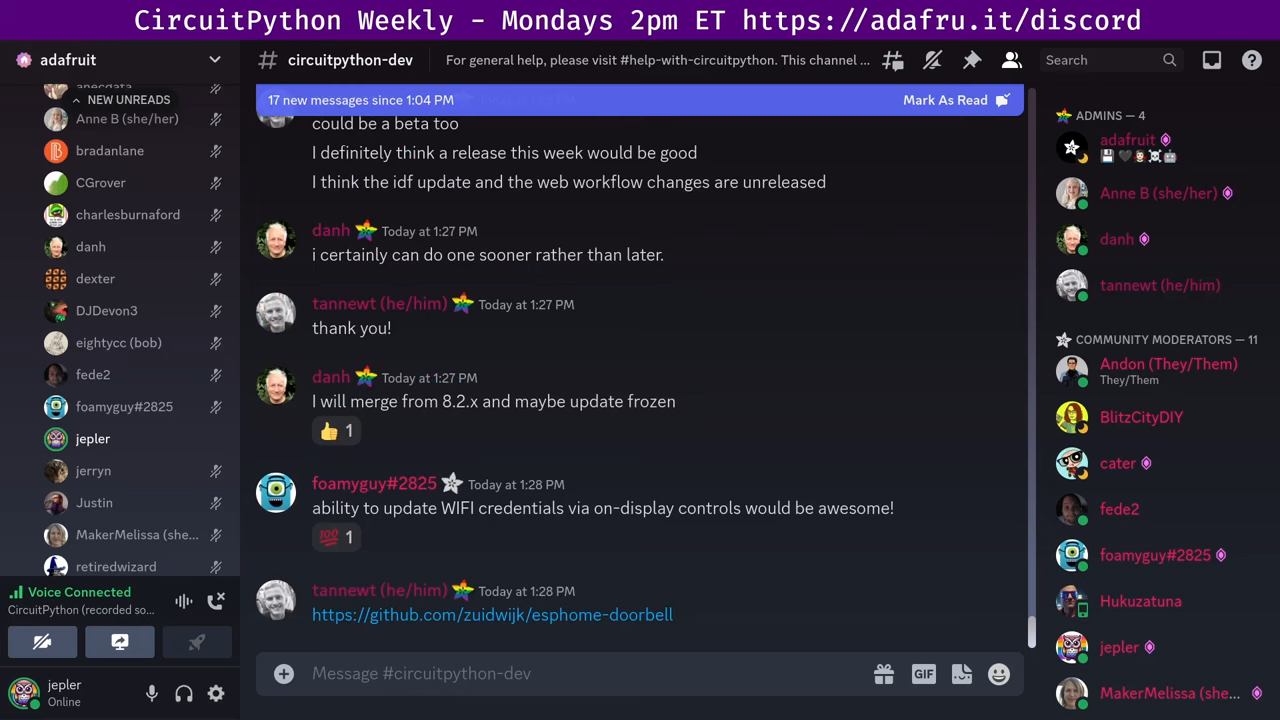 CircuitPython Weekly - Mondays 2pm ET https://adafru.it/discord
adafruit
NEW UNREADS
Anne B (she/her)
bradanlane
CGrover
charlesburnaford
danh
dexter
DJDevon3
eightycc (bob)
fede2
foamyguy#2825
jepler
jerryn
Justin
MakerMelissa (she...
retiredwizard
Voice Connected
CircuitPython (recorded so...
jepler
Online
circuitpython-dev
For general help, please visit #help-with-circuitpython. This channel ...
Search
17 new messages since 1:04 PM
Mark As Read
could be a beta too
I definitely think a release this week would be good
I think the idf update and the web workflow changes are unreleased
danh Today at 1:27 PM
i certainly can do one sooner rather than later.
tannewt (he/him) Today at 1:27 PM
thank you!
danh Today at 1:27 PM
I will merge from 8.2.x and maybe update frozen
👍 1
foamyguy#2825 Today at 1:28 PM
ability to update WIFI credentials via on-display controls would be awesome!
💯 1
tannewt (he/him) Today at 1:28 PM
https://github.com/zuidwijk/esphome-doorbell
Message #circuitpython-dev
GIF
ADMINS — 4
adafruit
Anne B (she/her)
danh
tannewt (he/him)
COMMUNITY MODERATORS — 11
Andon (They/Them)
They/Them
BlitzCityDIY
cater
fede2
foamyguy#2825
Hukuzatuna
jepler
MakerMelissa (she...